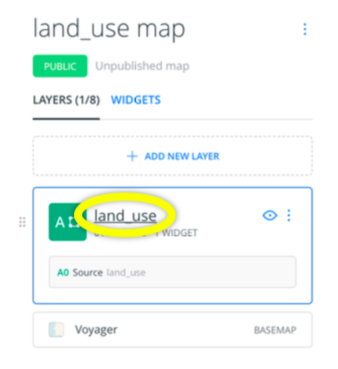 land_use map
PUBLIC Unpublished map
LAYERS (1/8) WIDGETS
+ ADD NEW LAYER
A land_use
WIDGET
A0 Source land_use
Voyager BASEMAP